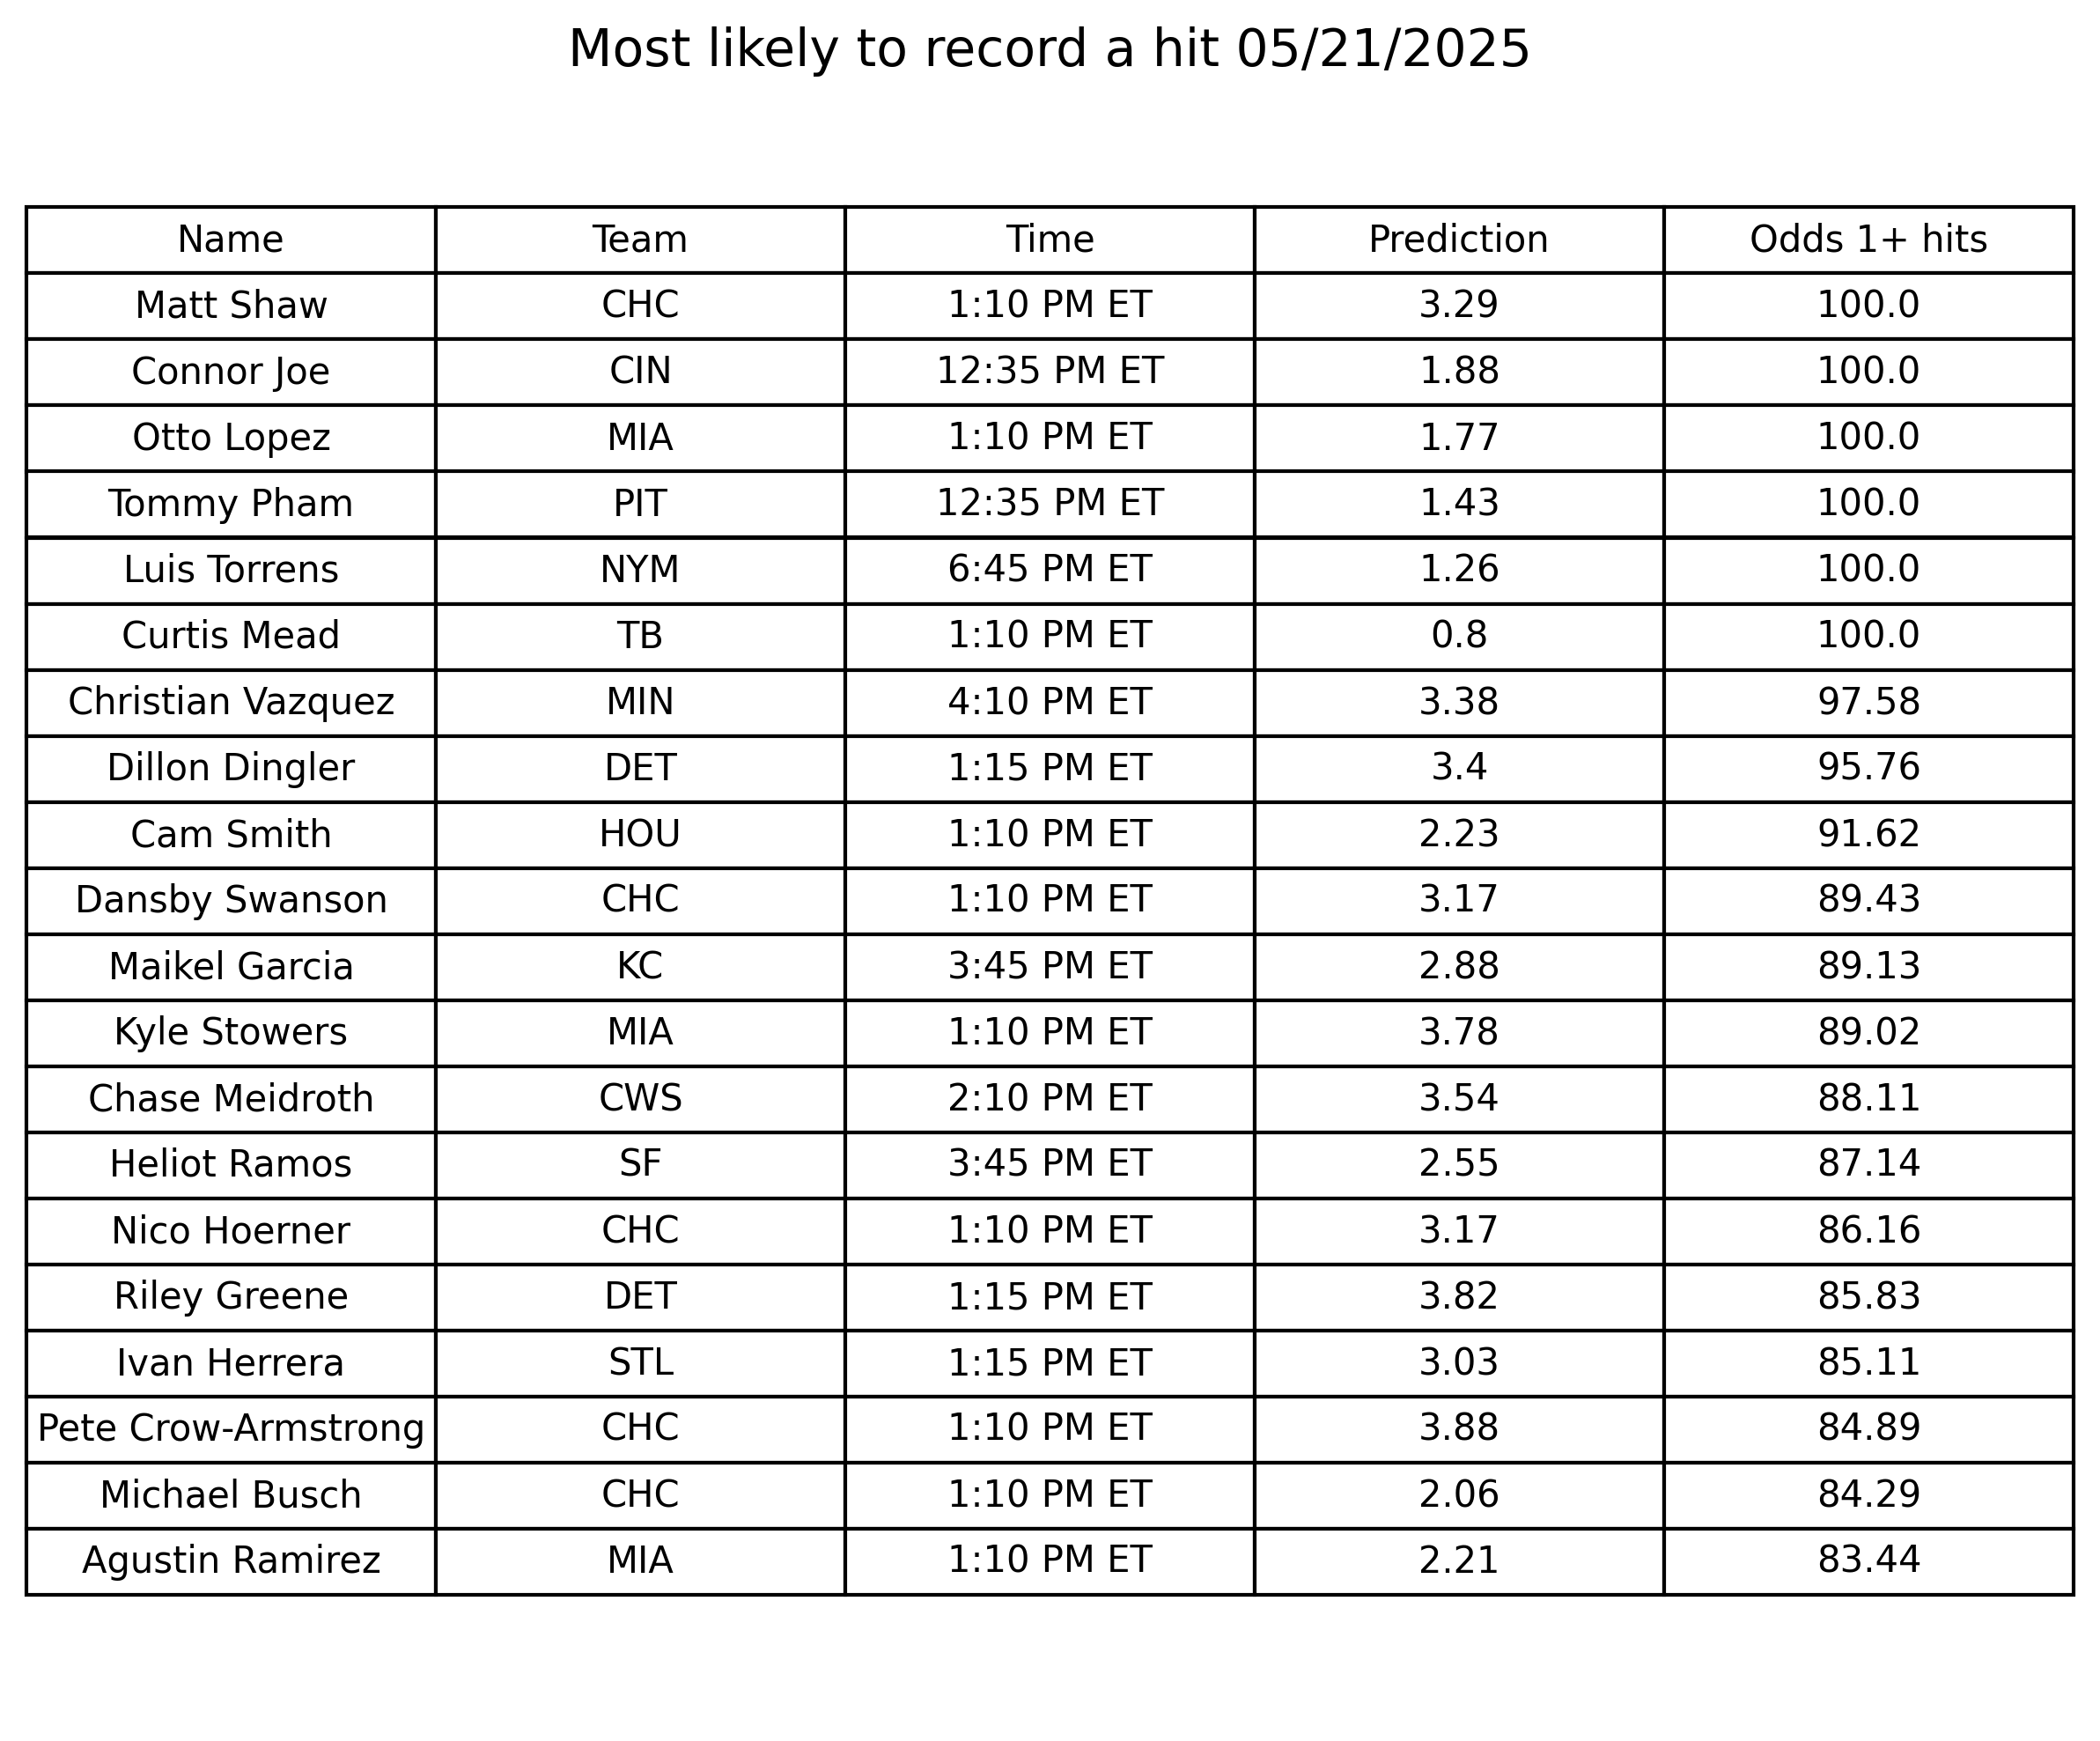 Most likely to record a hit 05/21/2025
Name Team Time Prediction Odds 1+ hits
Matt Shaw CHC 1:10 PM ET 3.29 100.0
Connor Joe CIN 12:35 PM ET 1.88 100.0
Otto Lopez MIA 1:10 PM ET 1.77 100.0
Tommy Pham PIT 12:35 PM ET 1.43 100.0
Luis Torrens NYM 6:45 PM ET 1.26 100.0
Curtis Mead TB 1:10 PM ET 0.8 100.0
Christian Vazquez MIN 4:10 PM ET 3.38 97.58
Dillon Dingler DET 1:15 PM ET 3.4 95.76
Cam Smith HOU 1:10 PM ET 2.23 91.62
Dansby Swanson CHC 1:10 PM ET 3.17 89.43
Maikel Garcia KC 3:45 PM ET 2.88 89.13
Kyle Stowers MIA 1:10 PM ET 3.78 89.02
Chase Meidroth CWS 2:10 PM ET 3.54 88.11
Heliot Ramos SF 3:45 PM ET 2.55 87.14
Nico Hoerner CHC 1:10 PM ET 3.17 86.16
Riley Greene DET 1:15 PM ET 3.82 85.83
Ivan Herrera STL 1:15 PM ET 3.03 85.11
Pete Crow-Armstrong CHC 1:10 PM ET 3.88 84.89
Michael Busch CHC 1:10 PM ET 2.06 84.29
Agustin Ramirez MIA 1:10 PM ET 2.21 83.44